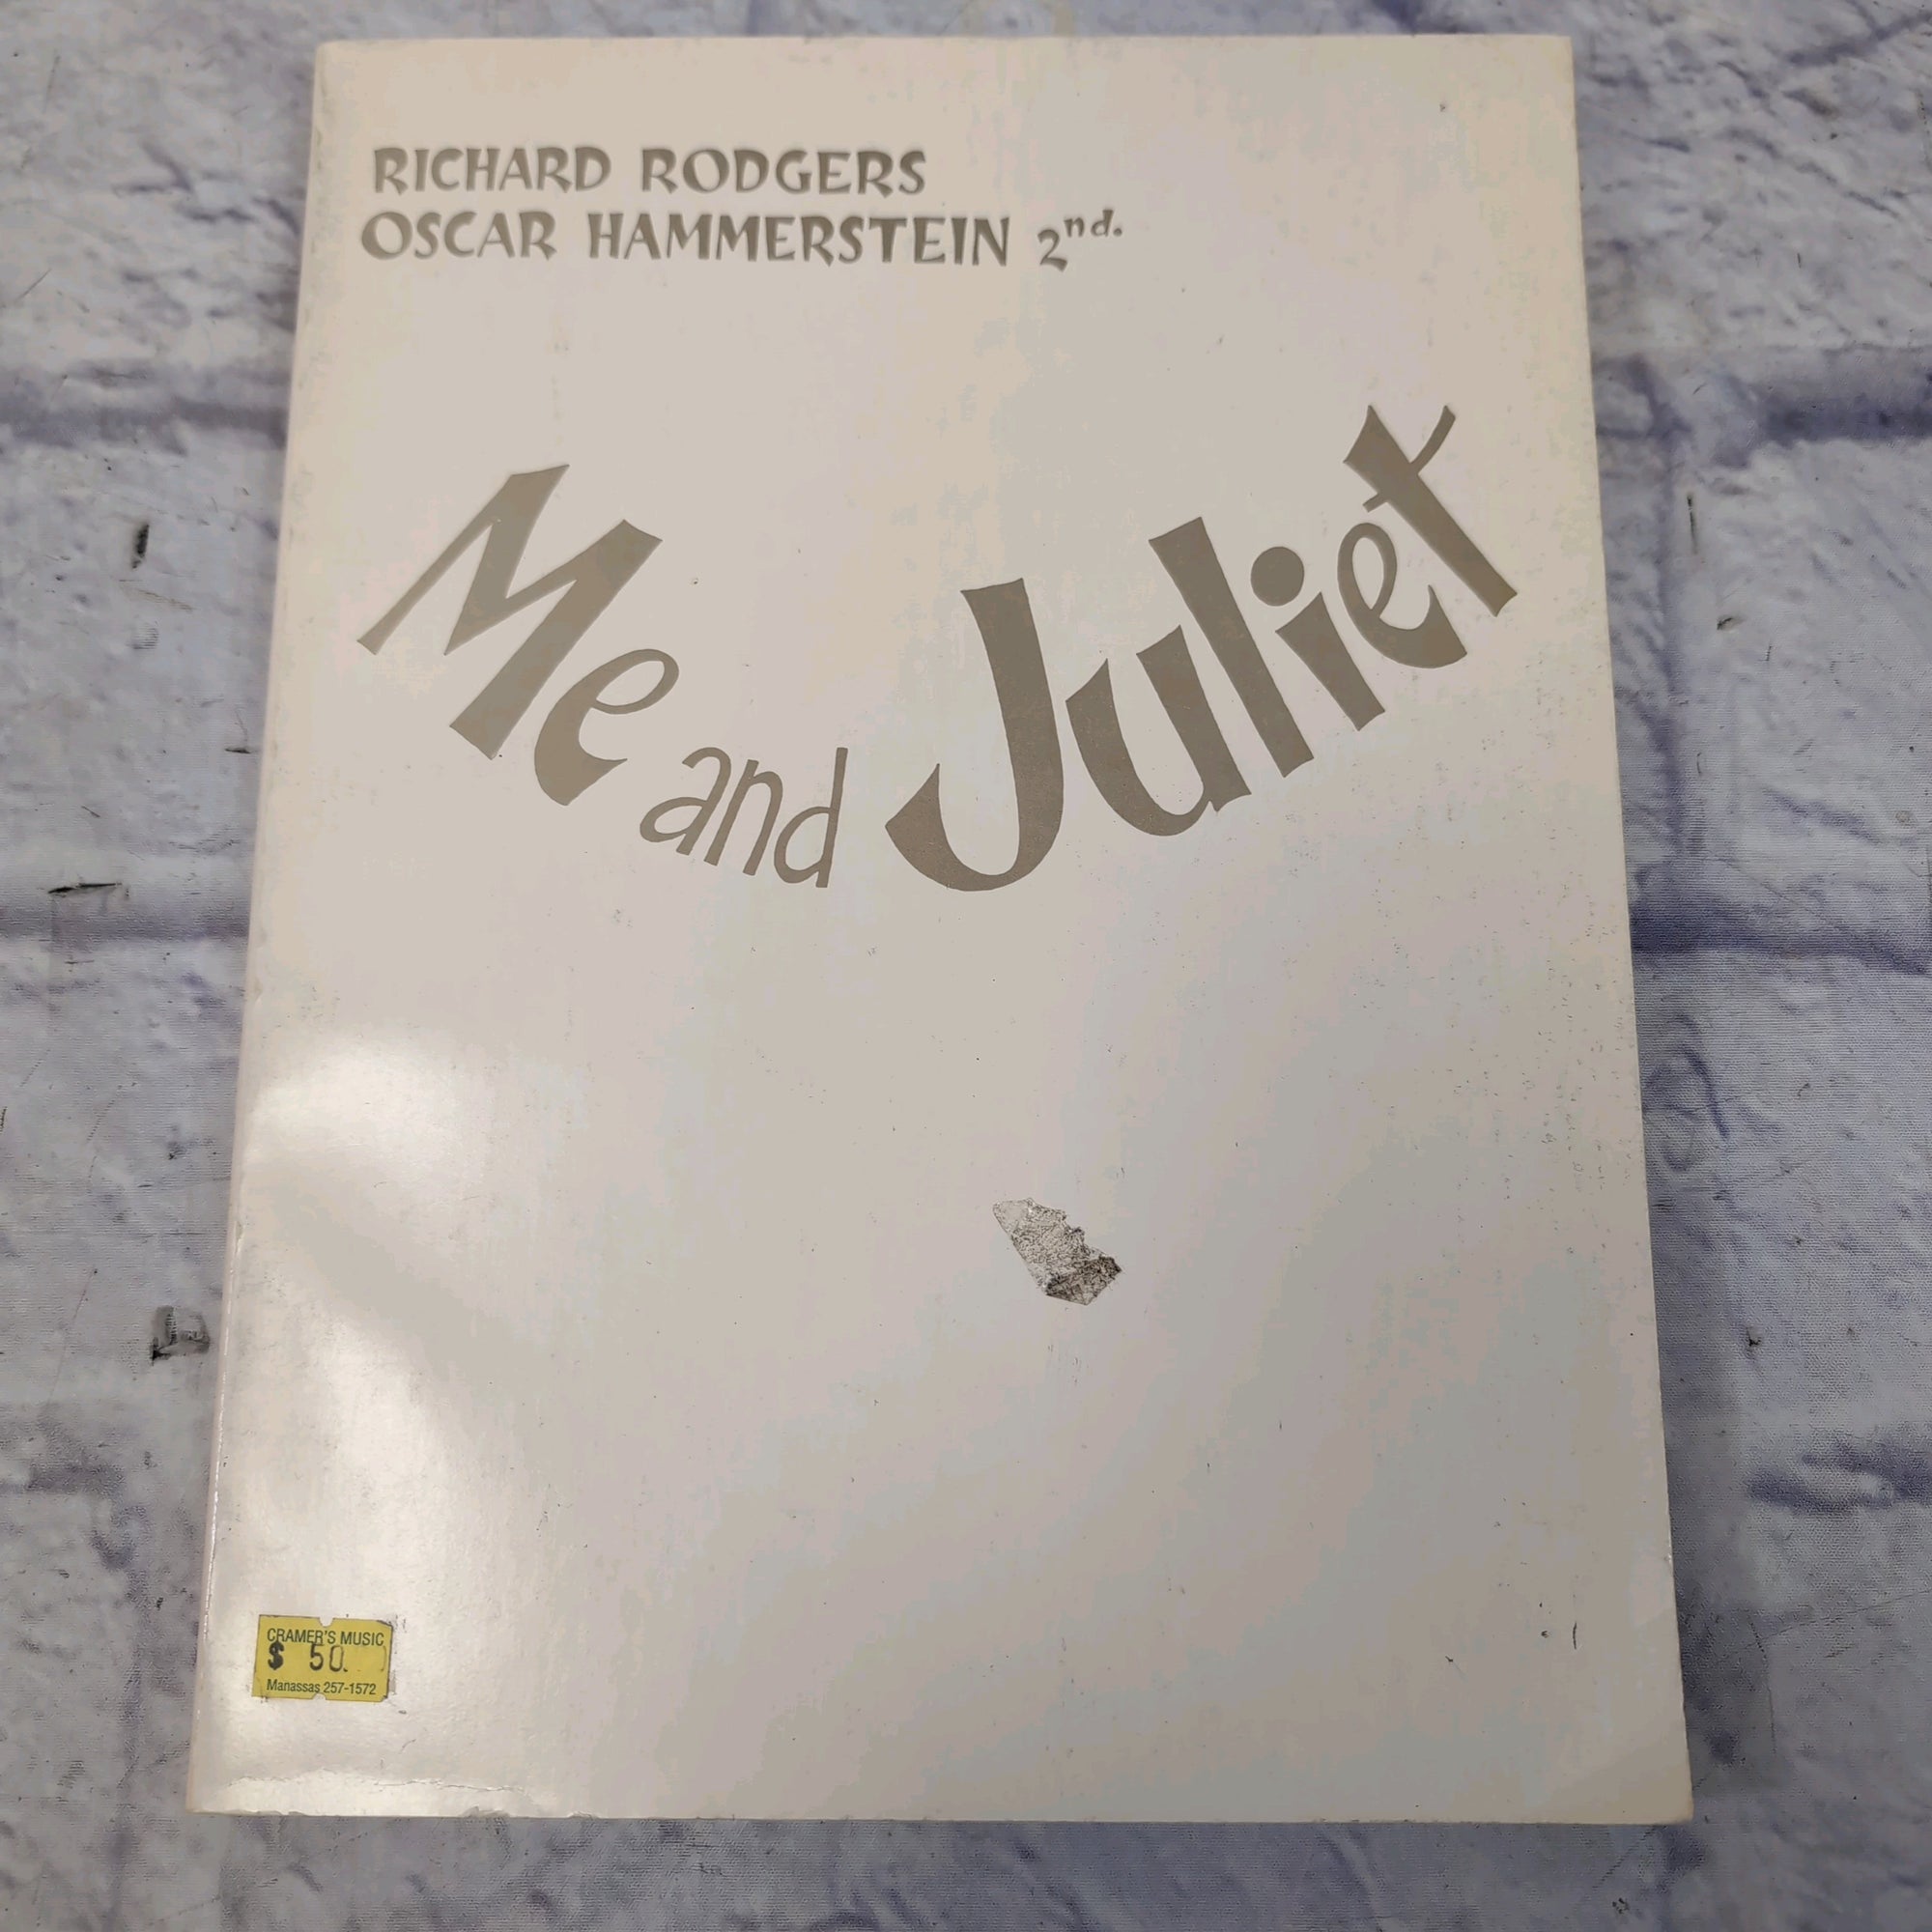 RICHARD RODGERS
OSCAR HAMMERSTEIN 2nd.
Me and Juliet
CRAMER'S MUSIC
$ 50.
Manassas 257-1572